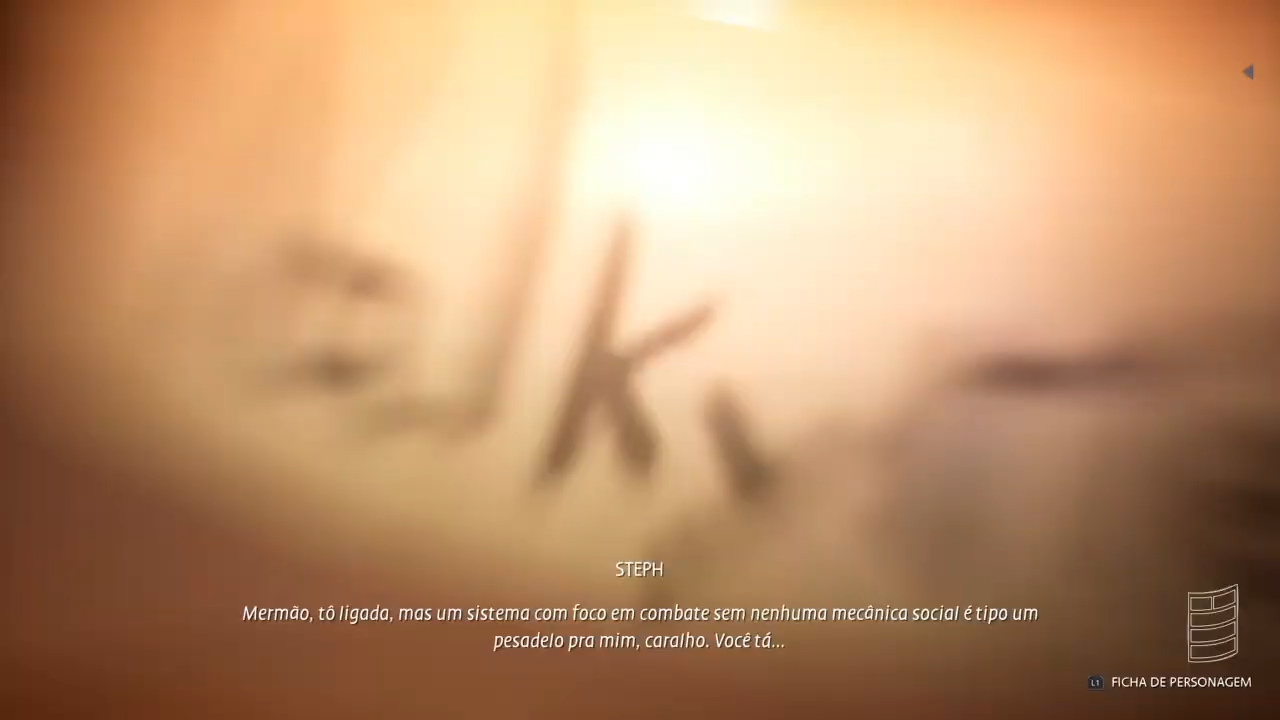 k
STEPH
Mermão, tô ligada, mas um sistema com foco em combate sem nenhuma mecânica social é tipo um
pesadelo pra mim, caralho. Você tá...
L1 FICHA DE PERSONAGEM